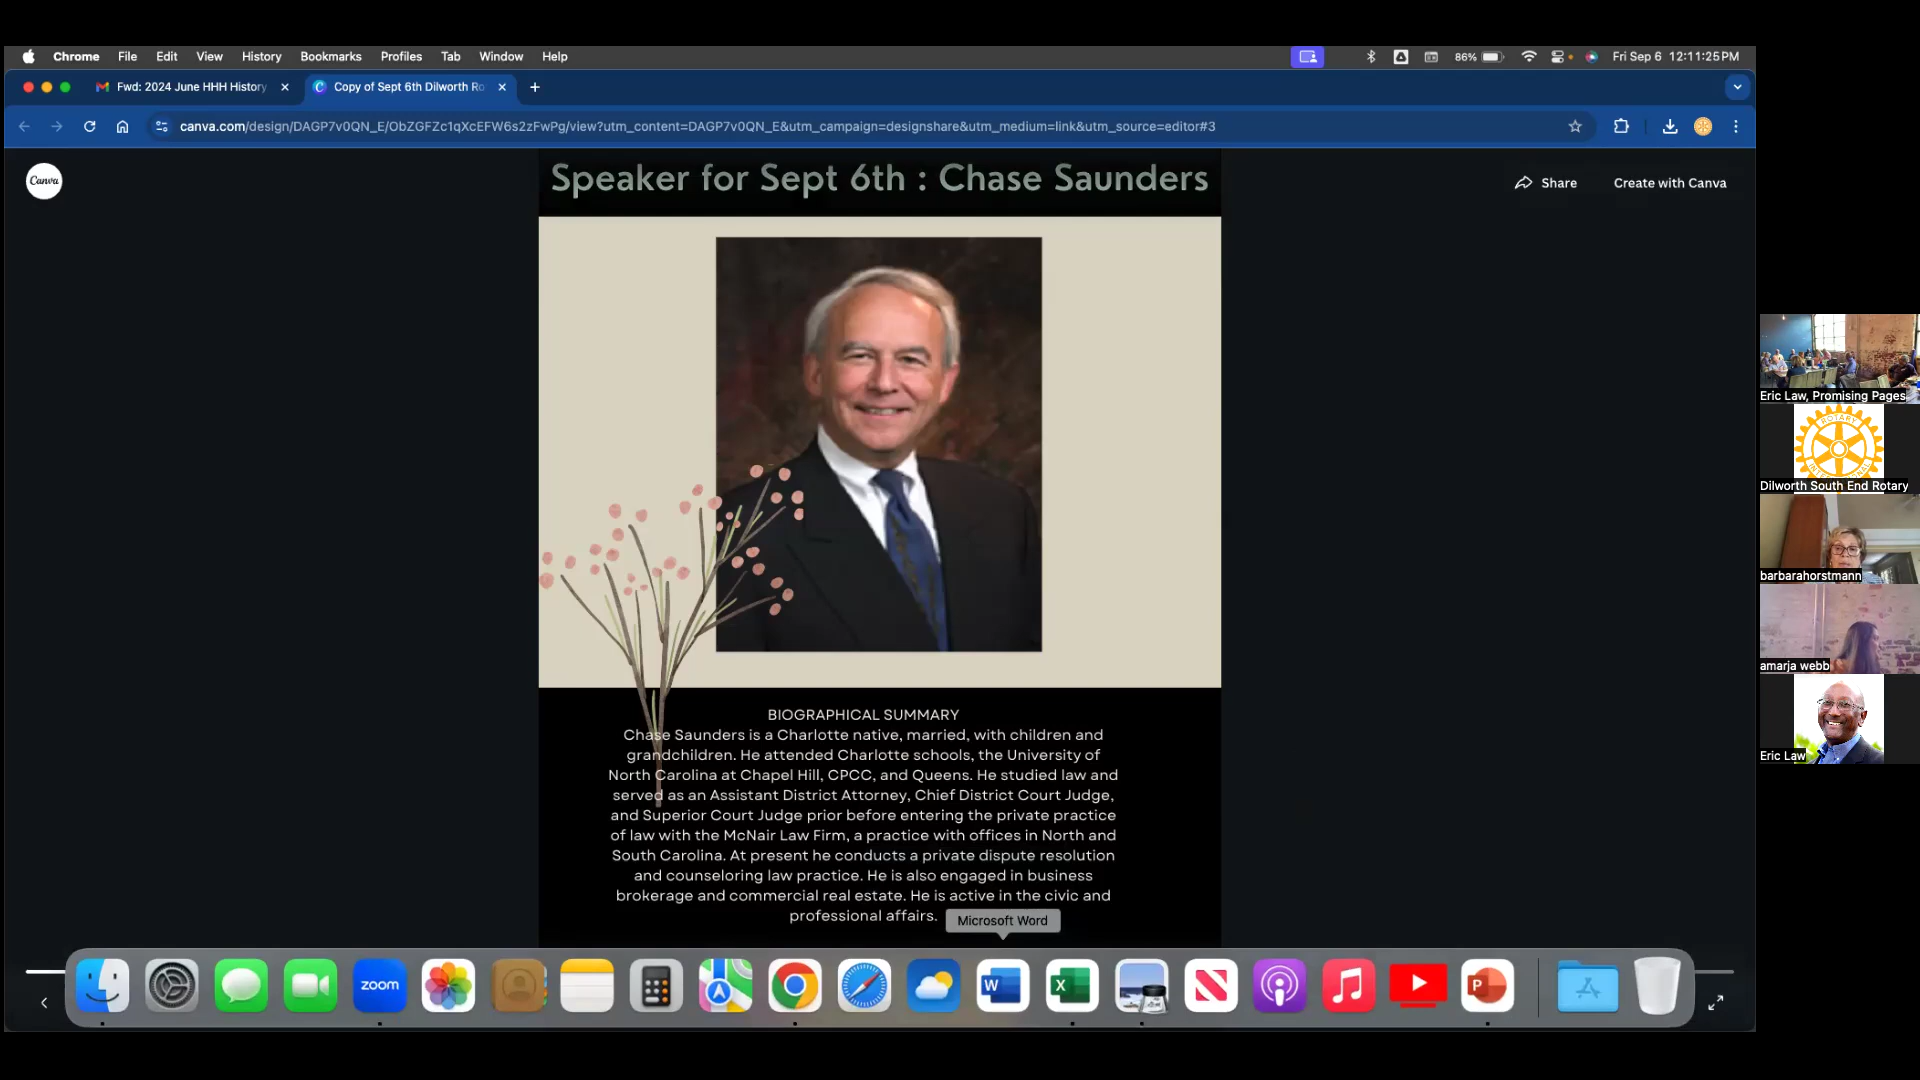 Chrome File Edit View History Bookmarks Profiles Tab Window Help
86% Fri Sep 6 12:11:25 PM
Fwd: 2024 June HHH History
Copy of Sept 6th Dilworth Ro
canva.com/design/DAGP7v0QN_E/ObZGFZc1qXcEFW6s2zFwPg/view?utm_content=DAGP7v0QN_E&utm_campaign=designshare&utm_medium=link&utm_source=editor#3
Canva
Speaker for Sept 6th : Chase Saunders
Share
Create with Canva
BIOGRAPHICAL SUMMARY
Chase Saunders is a Charlotte native, married, with children and
grandchildren. He attended Charlotte schools, the University of
North Carolina at Chapel Hill, CPCC, and Queens. He studied law and
served as an Assistant District Attorney, Chief District Court Judge,
and Superior Court Judge prior before entering the private practice
of law with the McNair Law Firm, a practice with offices in North and
South Carolina. At present he conducts a private dispute resolution
and counseloring law practice. He is also engaged in business
brokerage and commercial real estate. He is active in the civic and
professional affairs.
Microsoft Word
zoom
W
X
P
Eric Law, Promising Pages
ROTARY
INTERNATIONAL
Dilworth South End Rotary
barbarahorstmann
amarja webb
Eric Law